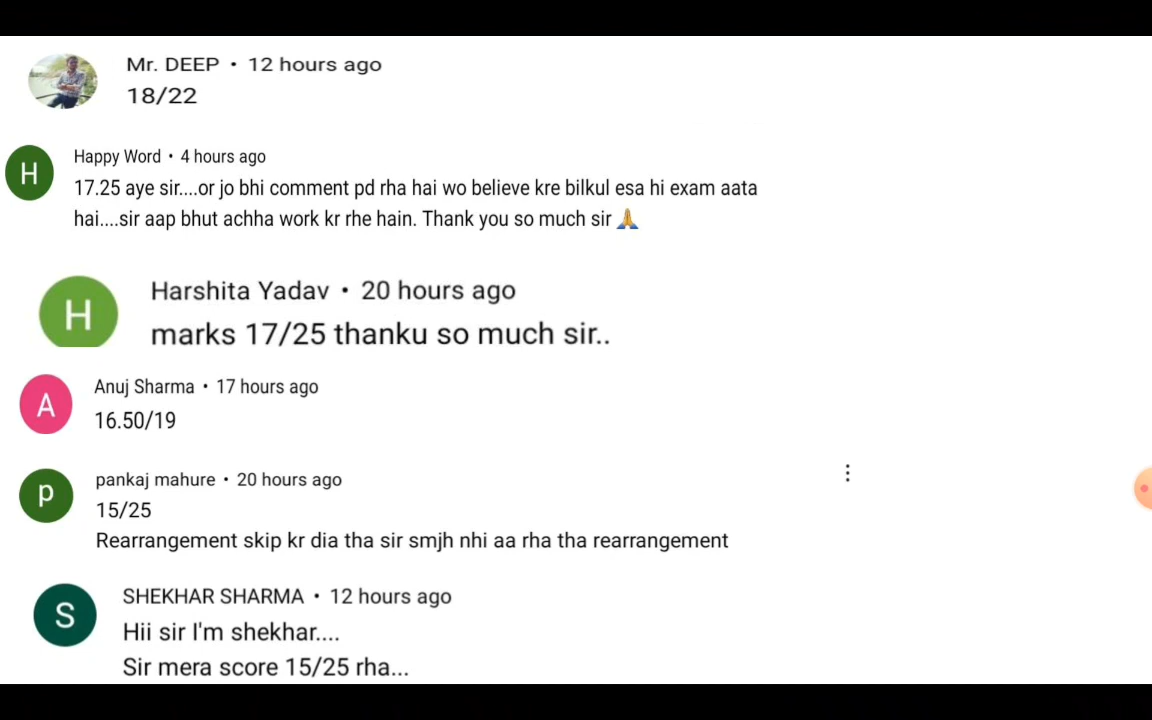 Mr. DEEP • 12 hours ago
18/22
H
Happy Word • 4 hours ago
17.25 aye sir....or jo bhi comment pd rha hai wo believe kre bilkul esa hi exam aata
hai....sir aap bhut achha work kr rhe hain. Thank you so much sir 🙏
H
Harshita Yadav • 20 hours ago
marks 17/25 thanku so much sir..
A
Anuj Sharma • 17 hours ago
16.50/19
p
pankaj mahure • 20 hours ago
15/25
Rearrangement skip kr dia tha sir smjh nhi aa rha tha rearrangement
S
SHEKHAR SHARMA • 12 hours ago
Hii sir I'm shekhar....
Sir mera score 15/25 rha...